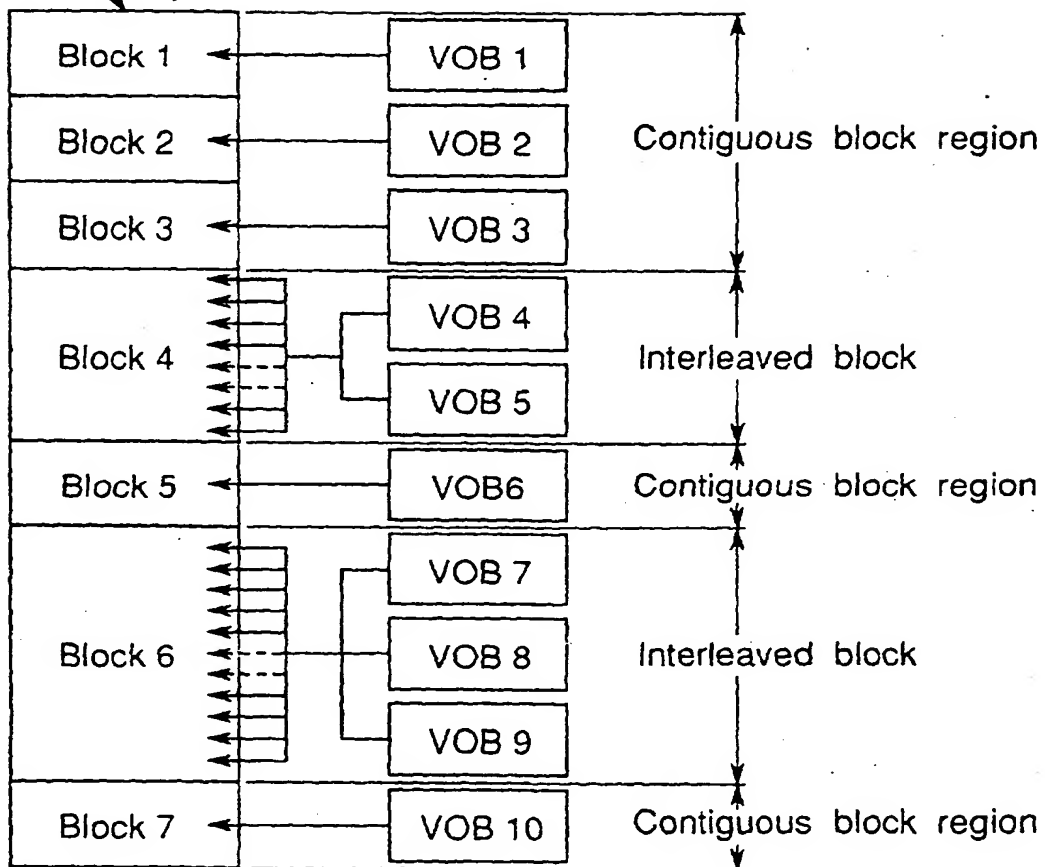 Block 1
VOB 1
Block 2
VOB 2
Contiguous block region
Block 3
VOB 3
VOB 4
Block 4
Interleaved block
VOB 5
Block 5
VOB6
Contiguous block region
VOB 7
Block 6
VOB 8
Interleaved block
VOB 9
Block 7
VOB 10
Contiguous block region